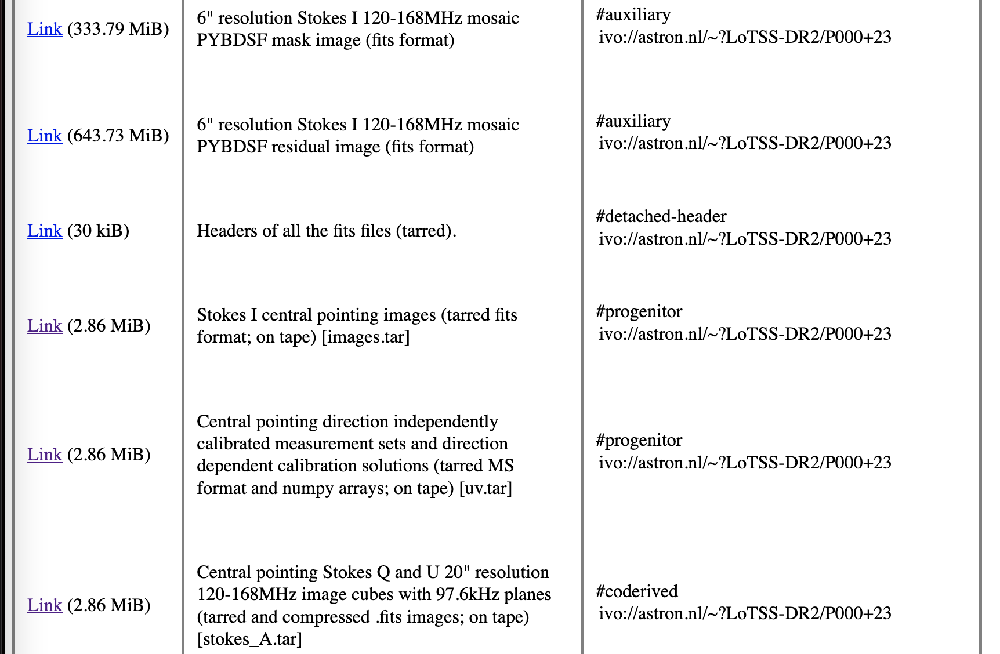 Link (333.79 MiB)
6" resolution Stokes I 120-168MHz mosaic
PYBDSF mask image (fits format)
#auxiliary
ivo://astron.nl/~?LoTSS-DR2/P000+23
Link (643.73 MiB)
6" resolution Stokes I 120-168MHz mosaic
PYBDSF residual image (fits format)
#auxiliary
ivo://astron.nl/~?LoTSS-DR2/P000+23
Link (30 kiB)
Headers of all the fits files (tarred).
#detached-header
ivo://astron.nl/~?LoTSS-DR2/P000+23
Link (2.86 MiB)
Stokes I central pointing images (tarred fits
format; on tape) [images.tar]
#progenitor
ivo://astron.nl/~?LoTSS-DR2/P000+23
Link (2.86 MiB)
Central pointing direction independently
calibrated measurement sets and direction
dependent calibration solutions (tarred MS
format and numpy arrays; on tape) [uv.tar]
#progenitor
ivo://astron.nl/~?LoTSS-DR2/P000+23
Link (2.86 MiB)
Central pointing Stokes Q and U 20" resolution
120-168MHz image cubes with 97.6kHz planes
(tarred and compressed .fits images; on tape)
[stokes_A.tar]
#coderived
ivo://astron.nl/~?LoTSS-DR2/P000+23